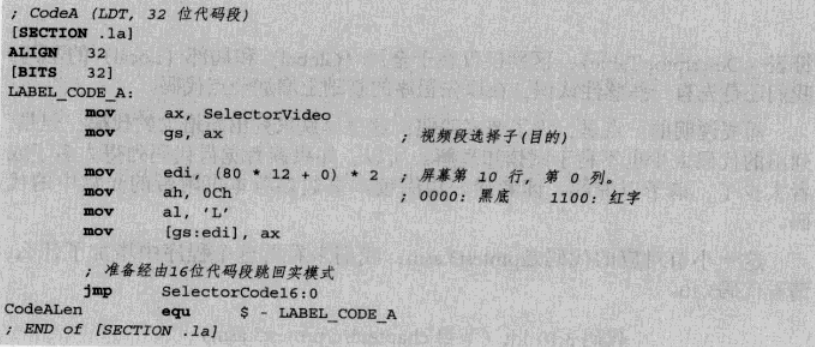 ; CodeA (LDT, 32 位代码段)
[SECTION .la]
ALIGN 32
[BITS 32]
LABEL_CODE_A:
mov ax, SelectorVideo
mov gs, ax ; 视频段选择子(目的)
mov edi, (80 * 12 + 0) * 2 ; 屏幕第 10 行, 第 0 列。
mov ah, 0Ch ; 0000: 黑底 1100: 红字
mov al, 'L'
mov [gs:edi], ax
; 准备经由16位代码段跳回实模式
jmp SelectorCode16:0
CodeALen equ $ - LABEL_CODE_A
; END of [SECTION .la]